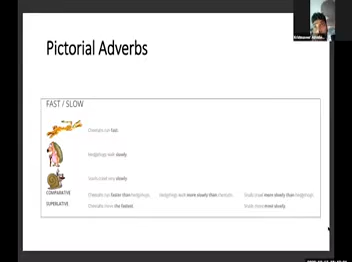 Pictorial Adverbs
FAST / SLOW
Cheetahs run fast.
Hedgehogs walk slowly.
Snails crawl very slowly.
COMPARATIVE Cheetahs run faster than hedgehogs. Hedgehogs walk more slowly than cheetahs. Snails crawl more slowly than hedgehogs.
SUPERLATIVE Cheetahs move the fastest. Snails move most slowly.